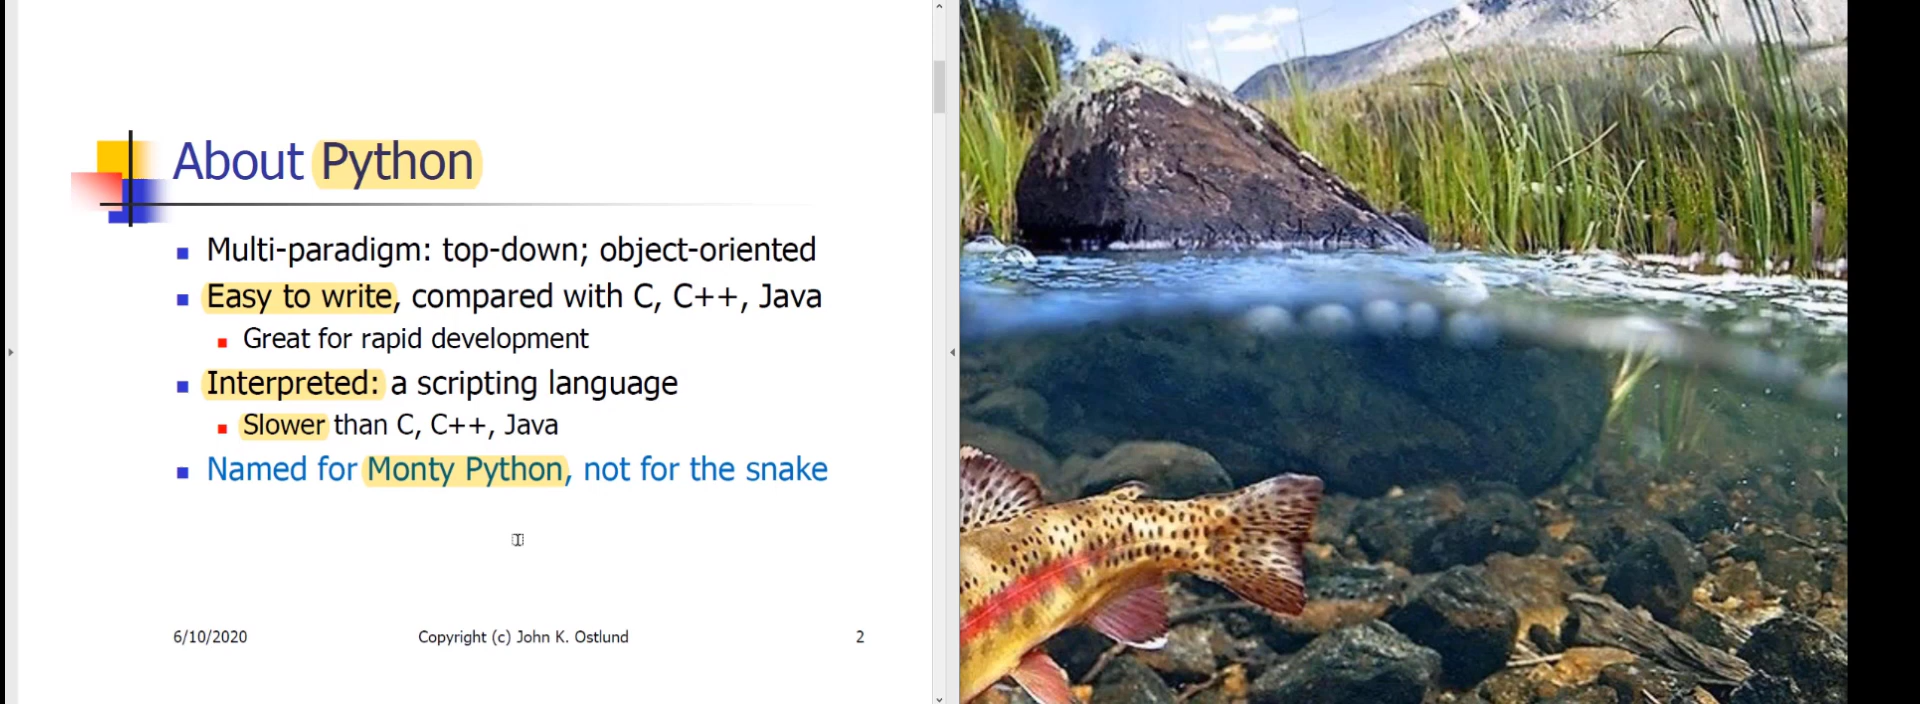 About Python
Multi-paradigm: top-down; object-oriented
Easy to write, compared with C, C++, Java
Great for rapid development
Interpreted: a scripting language
Slower than C, C++, Java
Named for Monty Python, not for the snake
6/10/2020 Copyright (c) John K. Ostlund 2